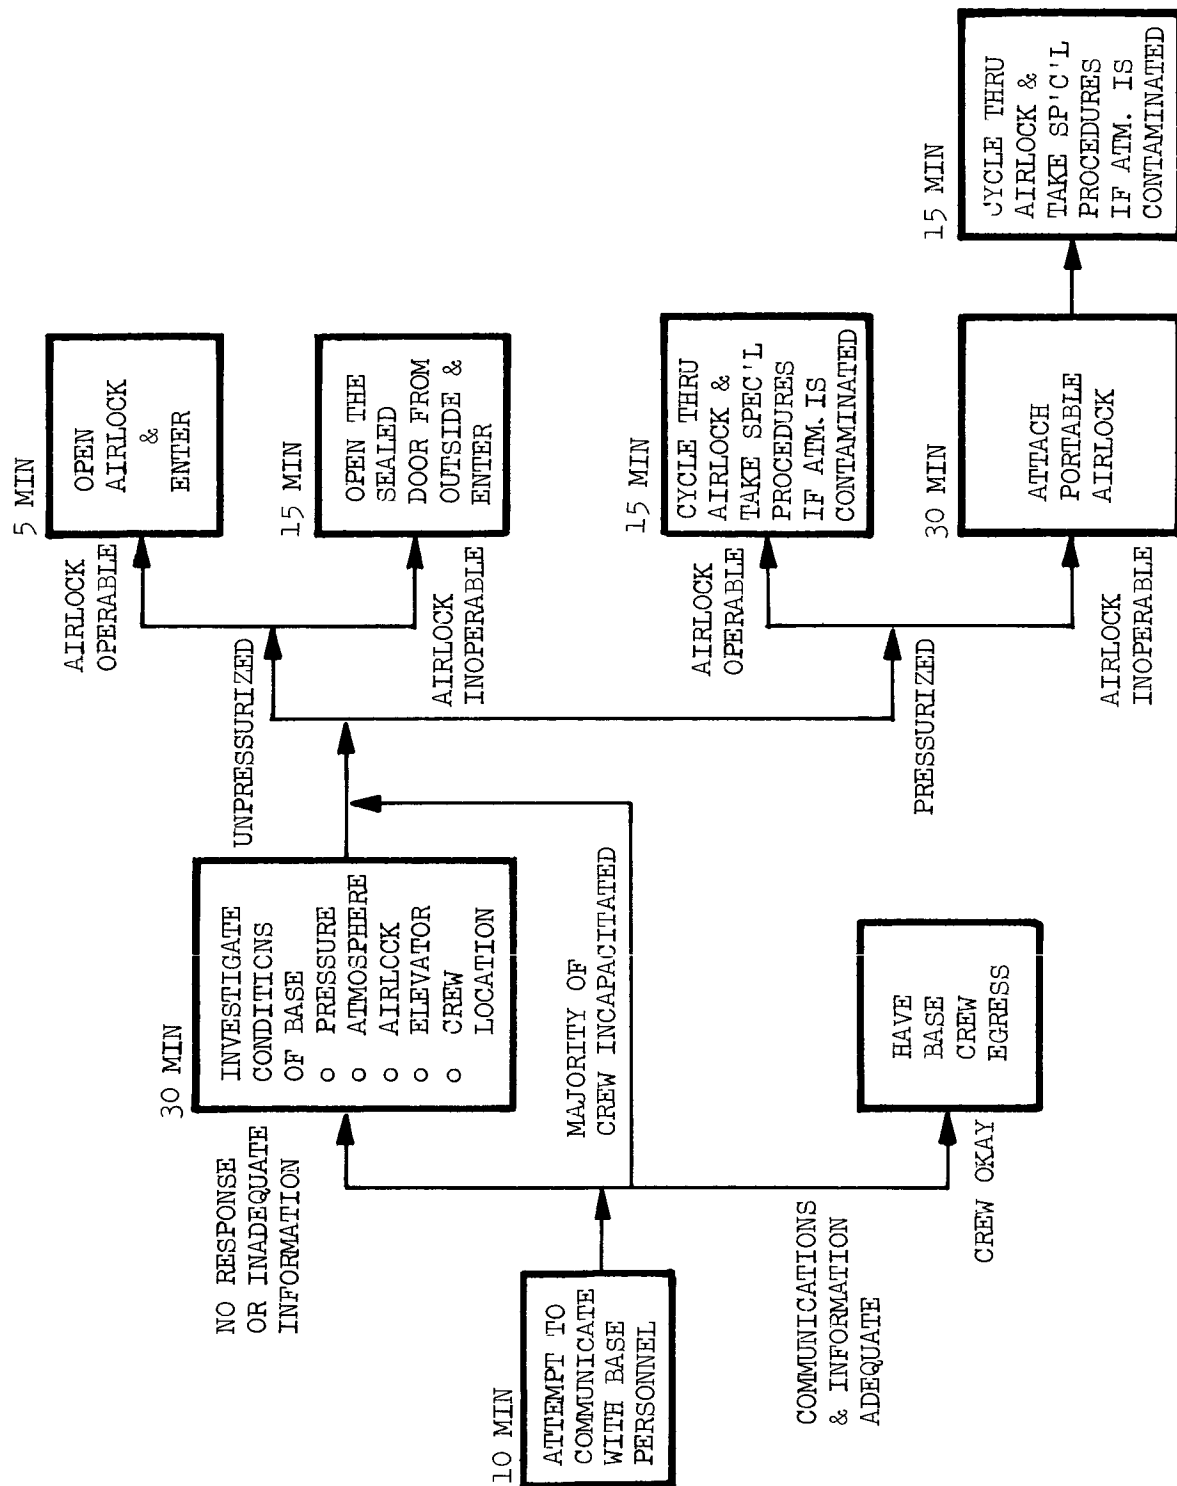 10 MIN
ATTEMPT TO
COMMUNICATE
WITH BASE
PERSONNEL
NO RESPONSE
OR INADEQUATE
INFORMATION
COMMUNICATIONS
& INFORMATION
ADEQUATE
CREW OKAY
30 MIN
INVESTIGATE
CONDITIONS
OF BASE
o PRESSURE
o ATMOSPHERE
o AIRLCCK
o ELEVATOR
o CREW
LOCATION
MAJORITY OF
CREW INCAPACITATED
HAVE
BASE
CREW
EGRESS
UNPRESSURIZED
PRESSURIZED
AIRLOCK
OPERABLE
5 MIN
OPEN
AIRLOCK
&
ENTER
AIRLOCK
INOPERABLE
15 MIN
OPEN THE
SEALED
DOOR FROM
OUTSIDE &
ENTER
AIRLOCK
OPERABLE
15 MIN
CYCLE THRU
AIRLOCK &
TAKE SPEC'L
PROCEDURES
IF ATM. IS
CONTAMINATED
AIRLOCK
INOPERABLE
30 MIN
ATTACH
PORTABLE
AIRLOCK
15 MIN
CYCLE THRU
AIRLOCK &
TAKE SP'C'L
PROCEDURES
IF ATM. IS
CONTAMINATED